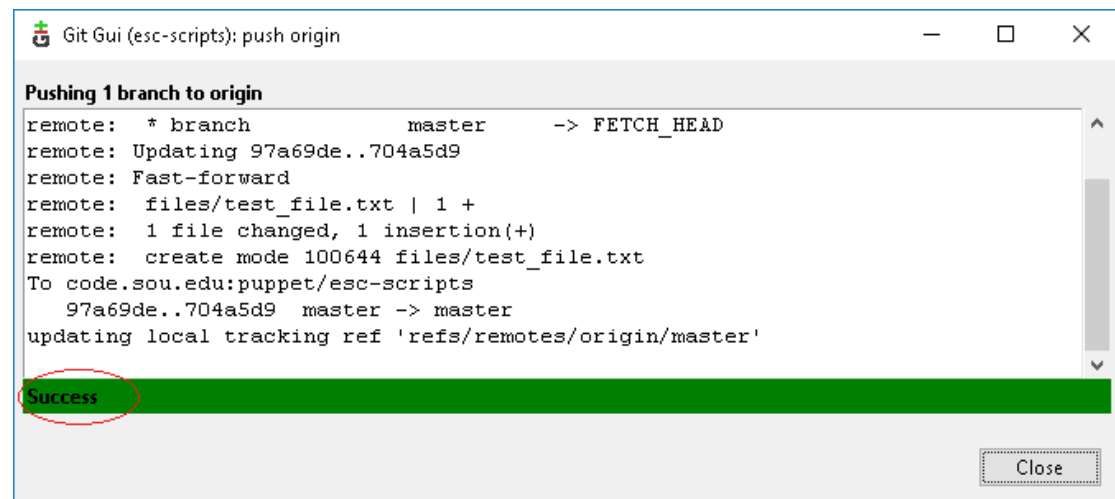 Git Gui (esc-scripts): push origin
Pushing 1 branch to origin
remote:  * branch            master     -> FETCH_HEAD
remote: Updating 97a69de..704a5d9
remote: Fast-forward
remote:  files/test_file.txt | 1 +
remote:  1 file changed, 1 insertion(+)
remote:  create mode 100644 files/test_file.txt
To code.sou.edu:puppet/esc-scripts
   97a69de..704a5d9  master -> master
updating local tracking ref 'refs/remotes/origin/master'
Success
Close